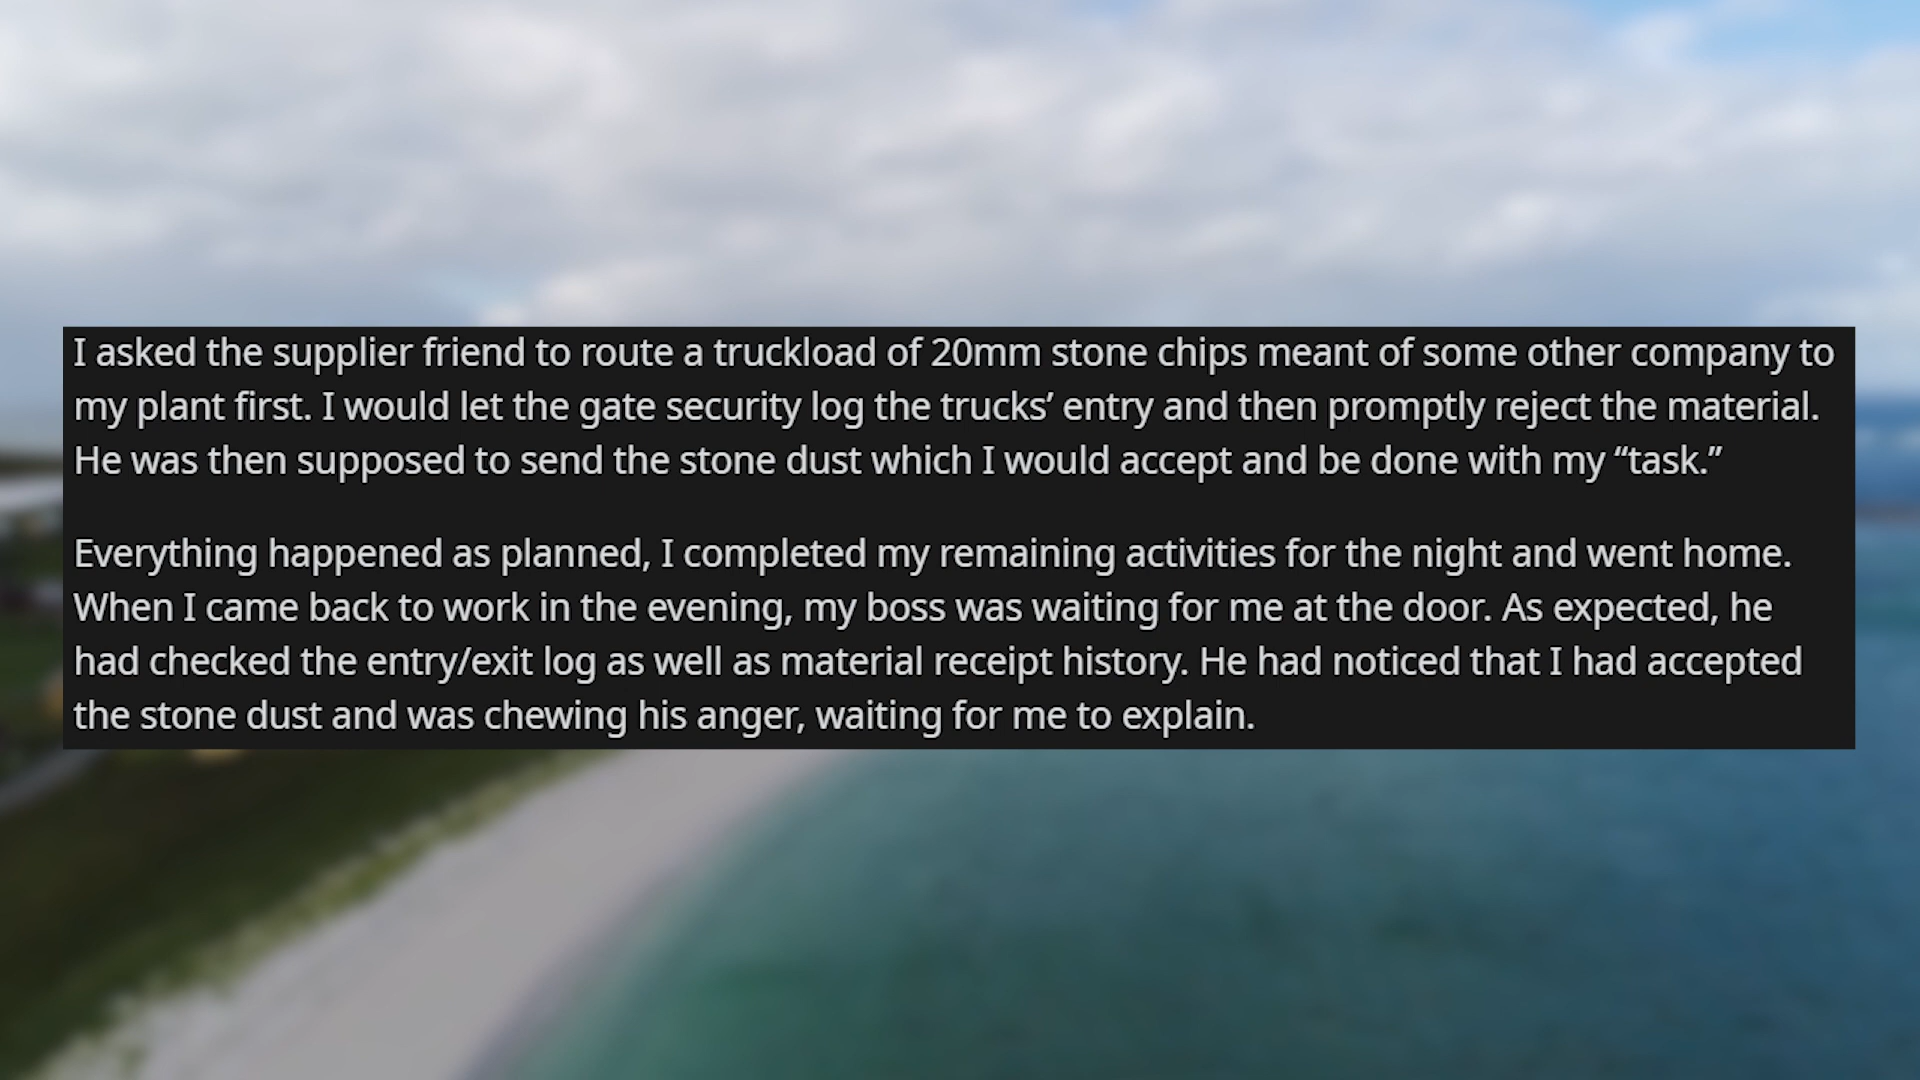 I asked the supplier friend to route a truckload of 20mm stone chips meant of some other company to
my plant first. I would let the gate security log the trucks’ entry and then promptly reject the material.
He was then supposed to send the stone dust which I would accept and be done with my “task.”
Everything happened as planned, I completed my remaining activities for the night and went home.
When I came back to work in the evening, my boss was waiting for me at the door. As expected, he
had checked the entry/exit log as well as material receipt history. He had noticed that I had accepted
the stone dust and was chewing his anger, waiting for me to explain.